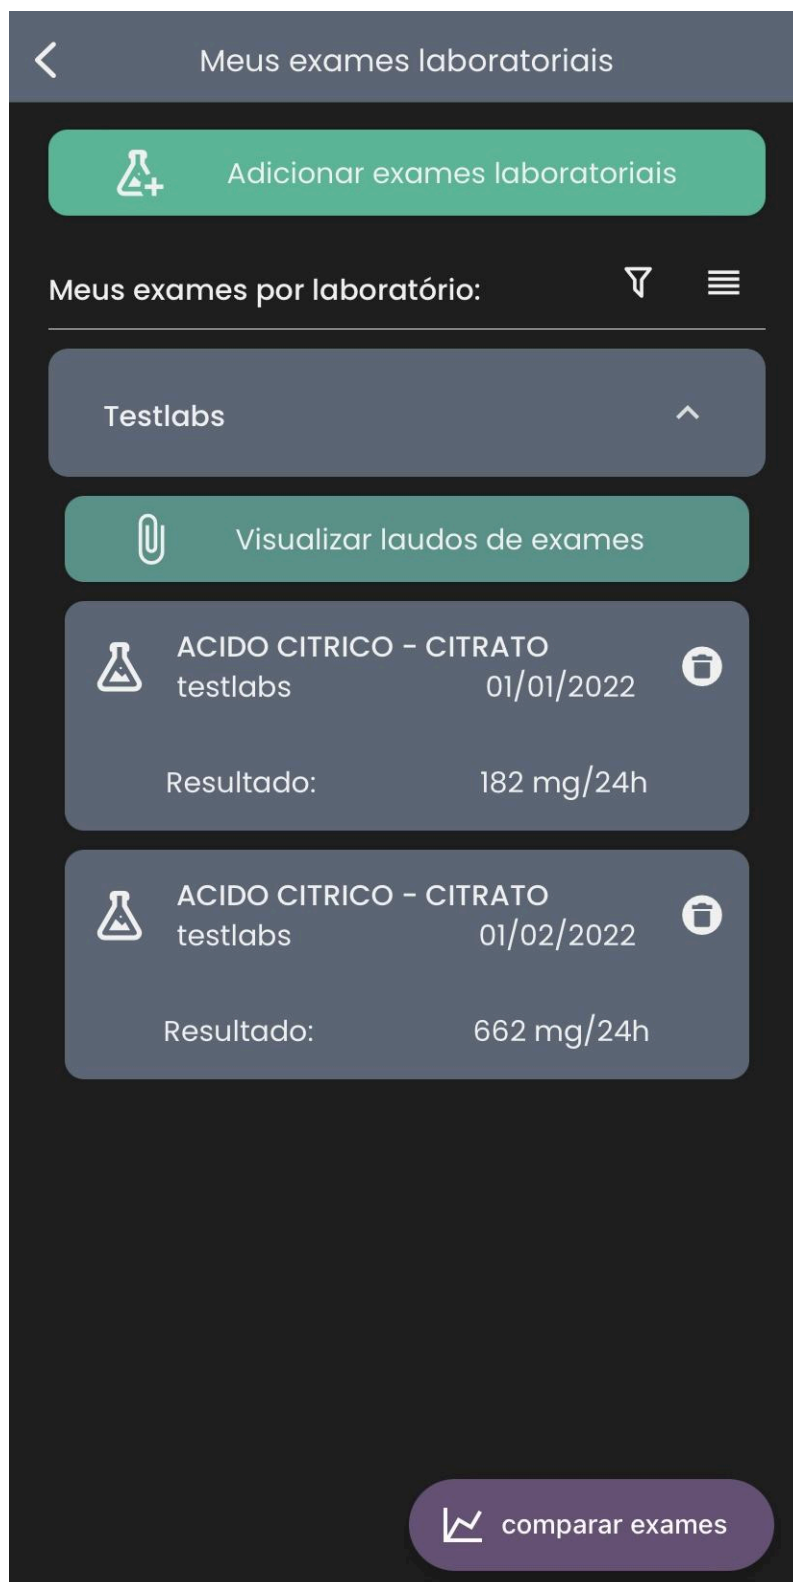 Meus exames laboratoriais
Adicionar exames laboratoriais
Meus exames por laboratório:
Testlabs
Visualizar laudos de exames
ACIDO CITRICO - CITRATO
testlabs 01/01/2022
Resultado: 182 mg/24h
ACIDO CITRICO - CITRATO
testlabs 01/02/2022
Resultado: 662 mg/24h
comparar exames